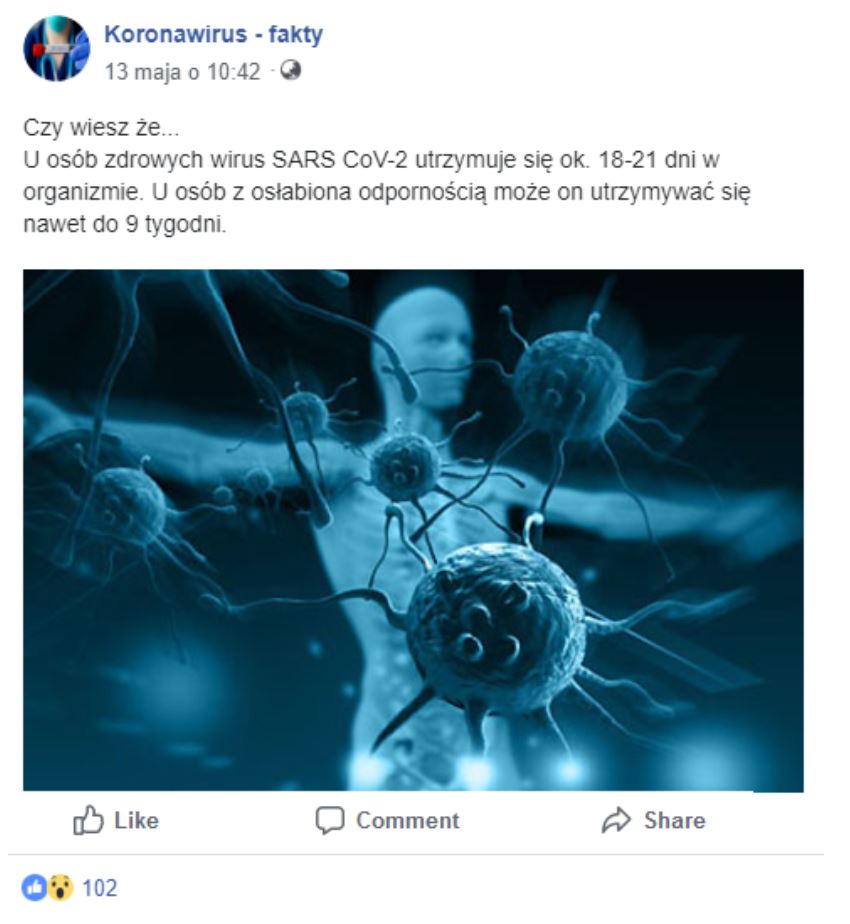 Koronawirus - fakty
13 maja o 10:42 ·
Czy wiesz że...
U osób zdrowych wirus SARS CoV-2 utrzymuje się ok. 18-21 dni w
organizmie. U osób z osłabiona odpornością może on utrzymywać się
nawet do 9 tygodni.
Like Comment Share
102